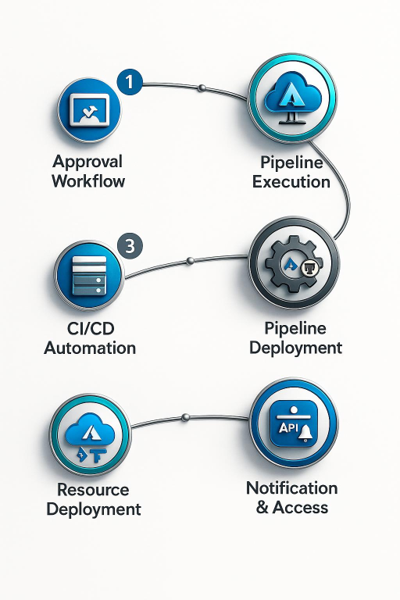 1
Approval
Workflow
Pipeline
Execution
3
CI/CD
Automation
Pipeline
Deployment
Resource
Deployment
API
Notification
& Access